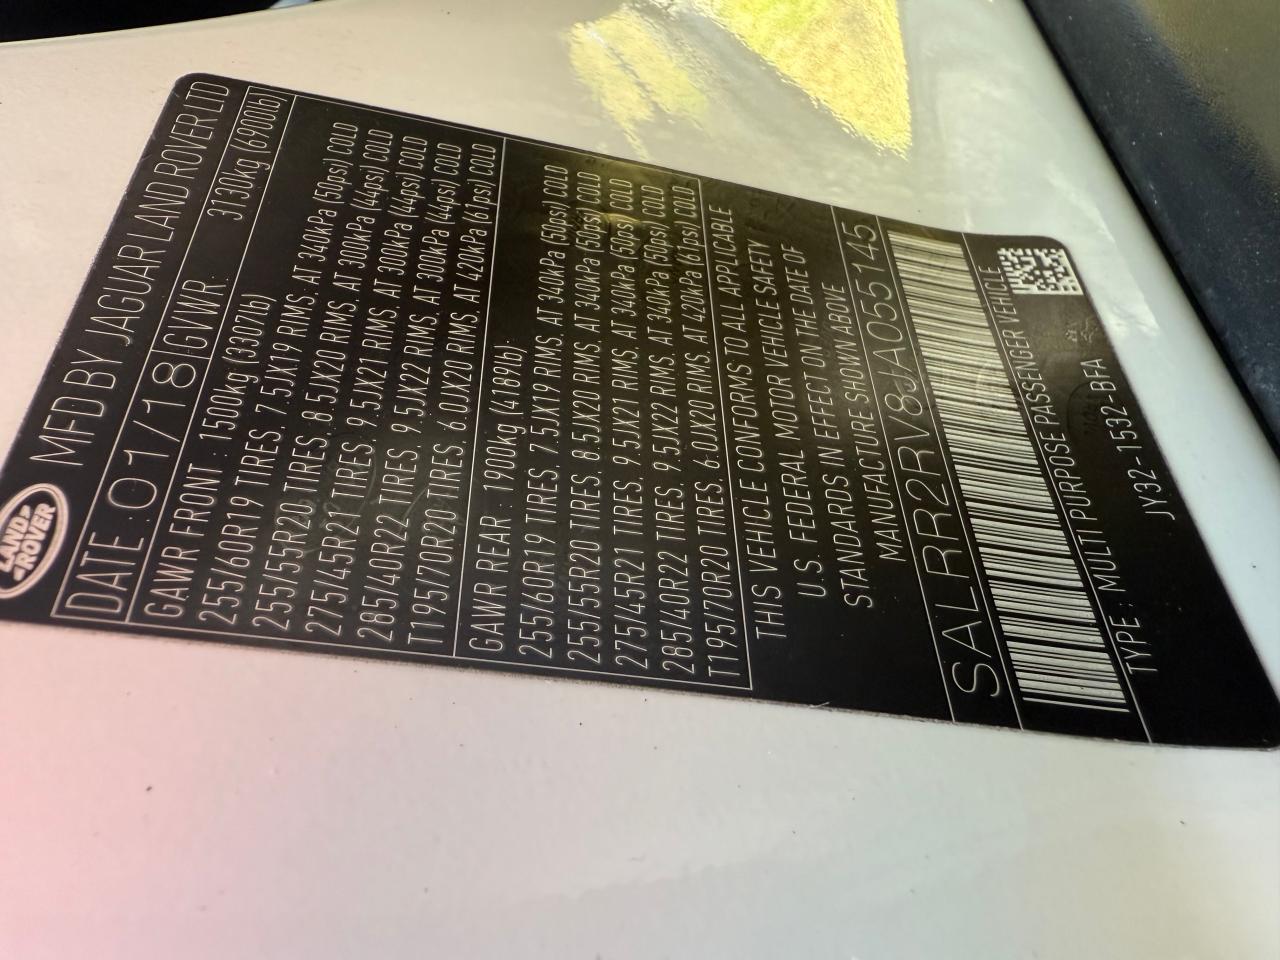 LAND
ROVER
MFD BY JAGUAR LAND ROVER LTD
DATE: 01/18 GVWR: 3130kg (6900lb)
GAWR FRONT : 1500kg (3307lb)
255/60R19 TIRES, 7.5JX19 RIMS, AT 340kPa (50psi) COLD
255/55R20 TIRES, 8.5JX20 RIMS, AT 300kPa (44psi) COLD
275/45R21 TIRES, 9.5JX21 RIMS, AT 300kPa (44psi) COLD
285/40R22 TIRES, 9.5JX22 RIMS, AT 300kPa (44psi) COLD
T195/70R20 TIRES, 6.0JX20 RIMS, AT 420kPa (61psi) COLD
GAWR REAR : 1900kg (4189lb)
255/60R19 TIRES, 7.5JX19 RIMS, AT 340kPa (50psi) COLD
255/55R20 TIRES, 8.5JX20 RIMS, AT 340kPa (50psi) COLD
275/45R21 TIRES, 9.5JX21 RIMS, AT 340kPa (50psi) COLD
285/40R22 TIRES, 9.5JX22 RIMS, AT 340kPa (50psi) COLD
T195/70R20 TIRES, 6.0JX20 RIMS, AT 420kPa (61psi) COLD
THIS VEHICLE CONFORMS TO ALL APPLICABLE
U.S. FEDERAL MOTOR VEHICLE SAFETY
STANDARDS IN EFFECT ON THE DATE OF
MANUFACTURE SHOWN ABOVE
SALRR2RV8JA055145
TYPE : MULTI PURPOSE PASSENGER VEHICLE
JY32-1532-BFA